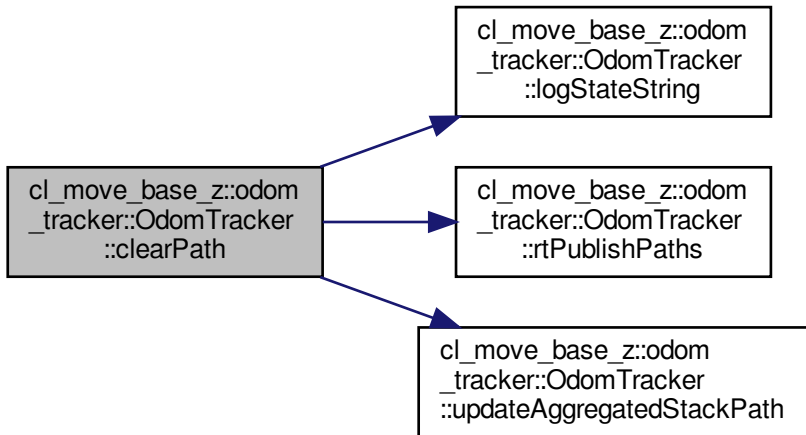 cl_move_base_z::odom
_tracker::OdomTracker
::logStateString
cl_move_base_z::odom
_tracker::OdomTracker
::clearPath
cl_move_base_z::odom
_tracker::OdomTracker
::rtPublishPaths
cl_move_base_z::odom
_tracker::OdomTracker
::updateAggregatedStackPath